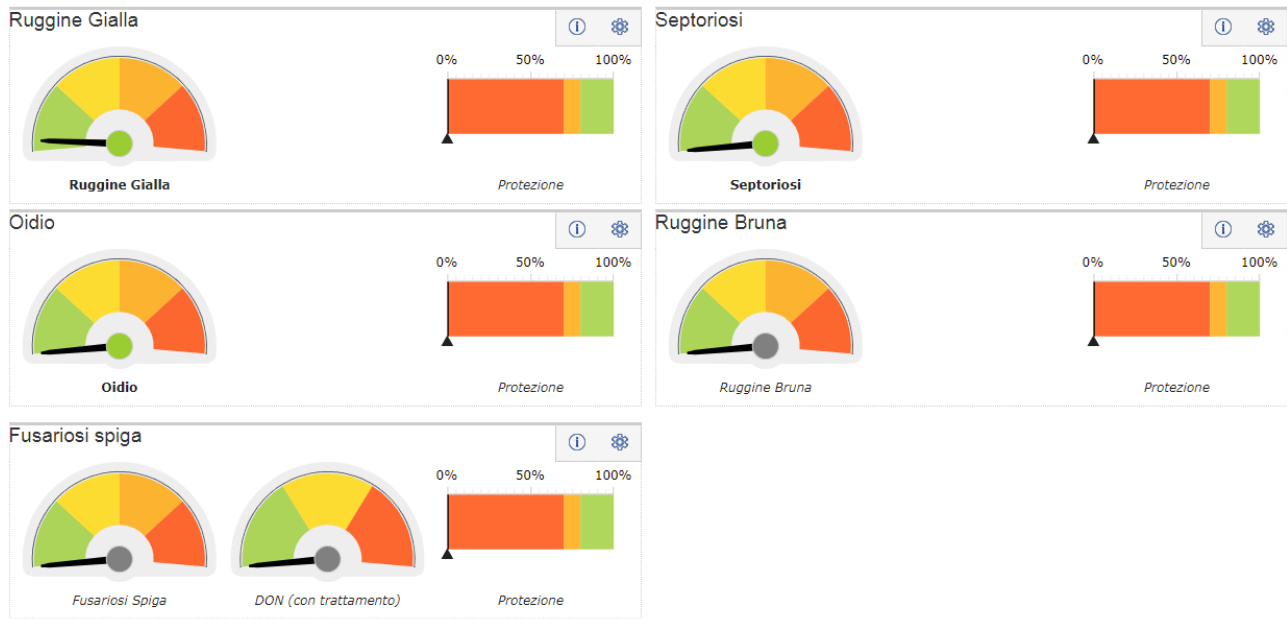 Ruggine Gialla
0% 50% 100%
Ruggine Gialla
Protezione
Septoriosi
0% 50% 100%
Septoriosi
Protezione
Oidio
0% 50% 100%
Oidio
Protezione
Ruggine Bruna
0% 50% 100%
Ruggine Bruna
Protezione
Fusariosi spiga
0% 50% 100%
Fusariosi Spiga
DON (con trattamento)
Protezione